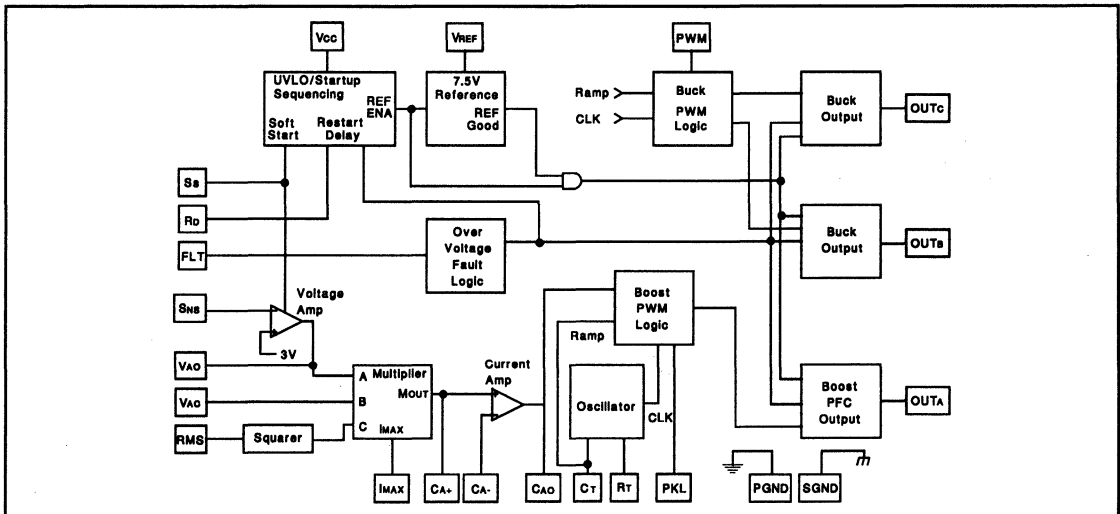 VCC
VREF
PWM
UVLO/Startup
Sequencing
REF
ENA
Soft
Start
Restart
Delay
7.5V
Reference
REF
Good
Ramp
CLK
Buck
PWM
Logic
Buck
Output
OUTC
SS
RD
FLT
Over
Voltage
Fault
Logic
Buck
Output
OUTB
SNS
Voltage
Amp
3V
Boost
PWM
Logic
Ramp
VAO
VAC
RMS
Squarer
A
B
C
Multiplier
MOUT
IMAX
Current
Amp
Oscillator
CLK
Boost
PFC
Output
OUTA
IMAX
CA+
CA-
CAO
CT
RT
PKL
PGND
SGND